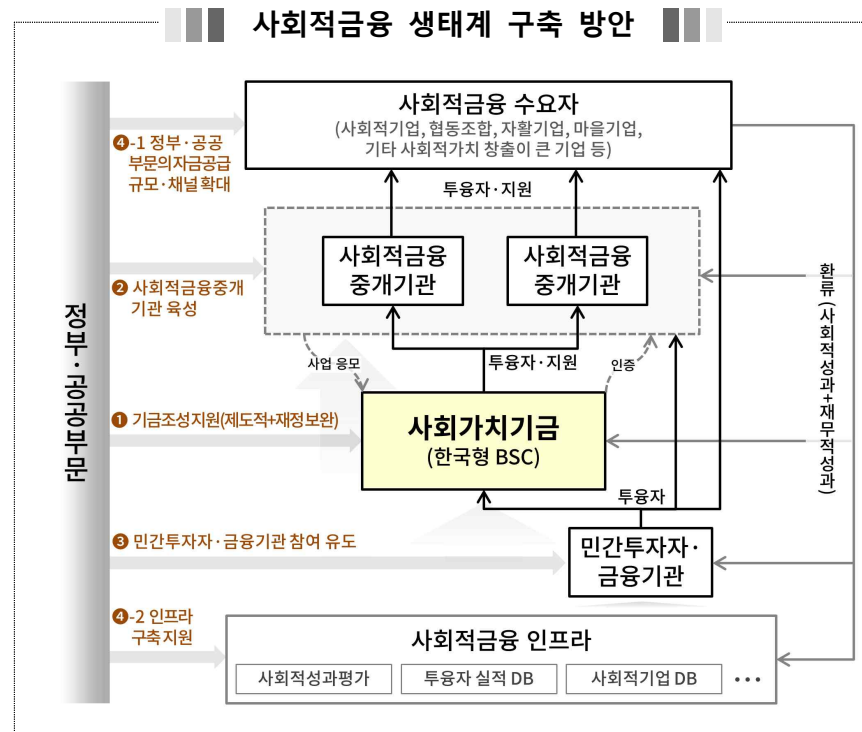 사회적금융 생태계 구축 방안
사회적금융 수요자
(사회적기업, 협동조합, 자활기업, 마을기업,
기타 사회적가치 창출이 큰 기업 등)
❹-1 정부·공공
부문의자금공급
규모·채널 확대
투융자·지원
사회적금융
중개기관
사회적금융
중개기관
❷ 사회적금융중개
기관 육성
정부·공공부문
환류 (사회적성과+재무적성과)
사업 응모
투융자·지원
인증
❶ 기금조성지원(제도적+재정보완)
사회가치기금
(한국형 BSC)
투융자
❸ 민간투자자·금융기관 참여 유도
민간투자자·
금융기관
❹-2 인프라
구축지원
사회적금융 인프라
사회적성과평가
투융자 실적 DB
사회적기업 DB
•••